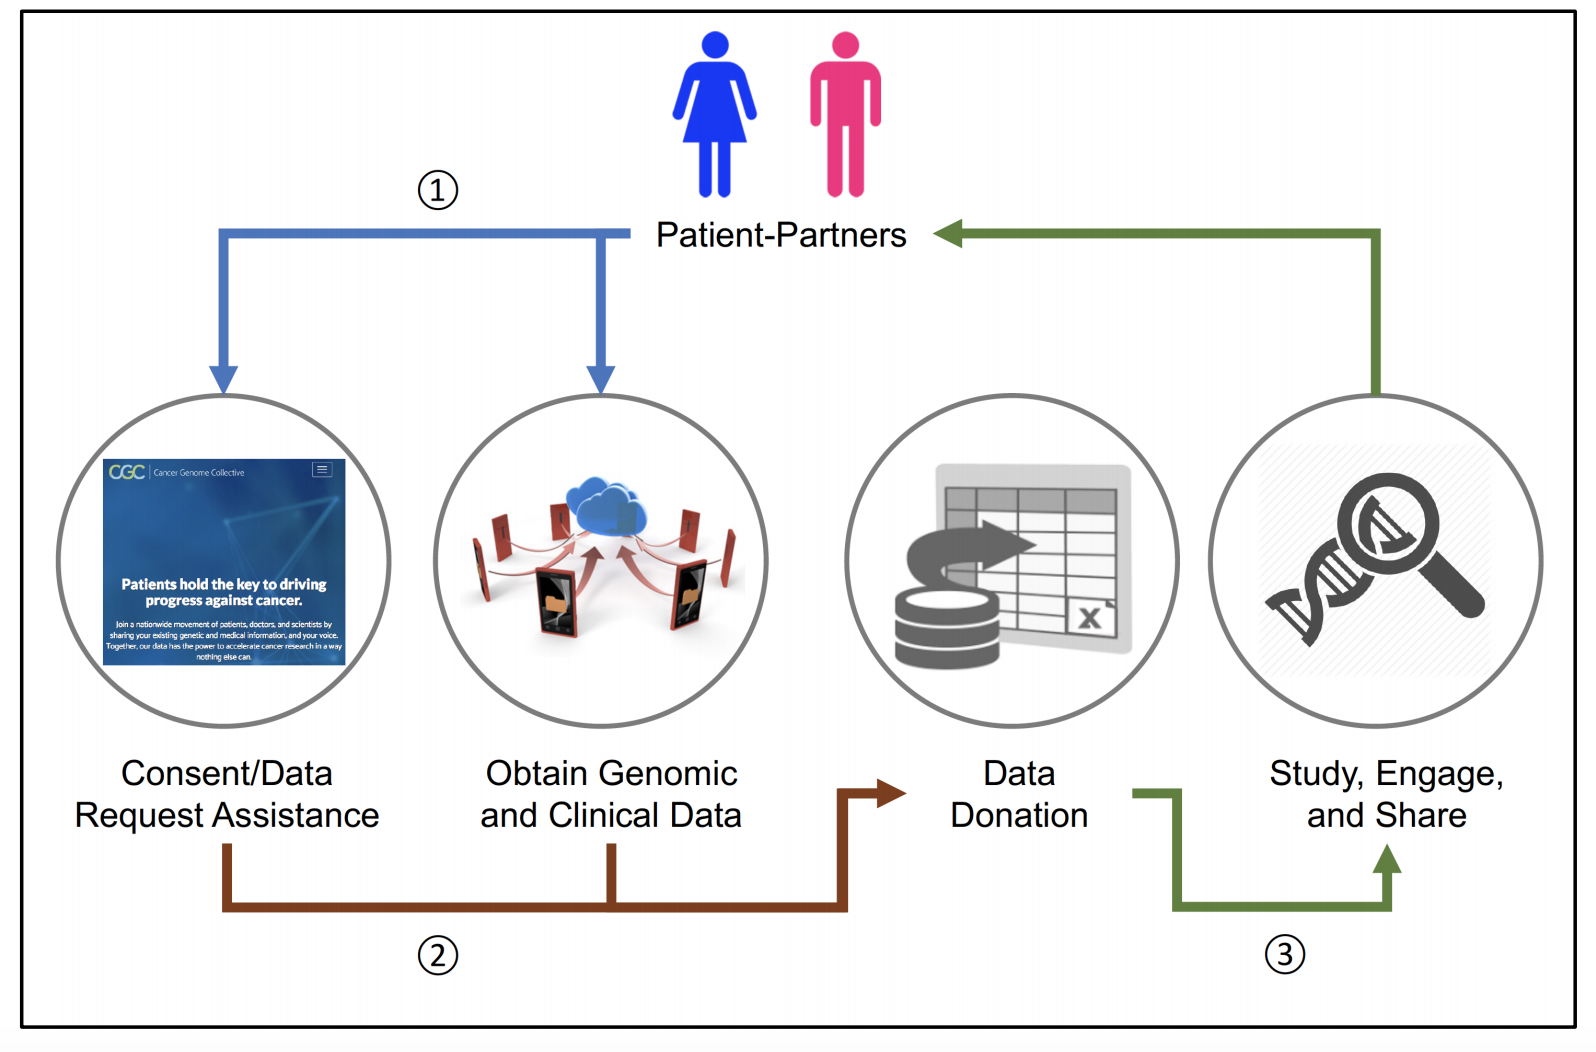 ①
Patient-Partners
CGC | Cancer Genome Collective
Patients hold the key to driving
progress against cancer.
Join a nationwide movement of patients, doctors, and scientists by
sharing your existing genetic and medical information, and your voice.
Together, our data has the power to accelerate cancer research in a way
nothing else can.
X
Consent/Data
Request Assistance
Obtain Genomic
and Clinical Data
Data
Donation
Study, Engage,
and Share
②
③